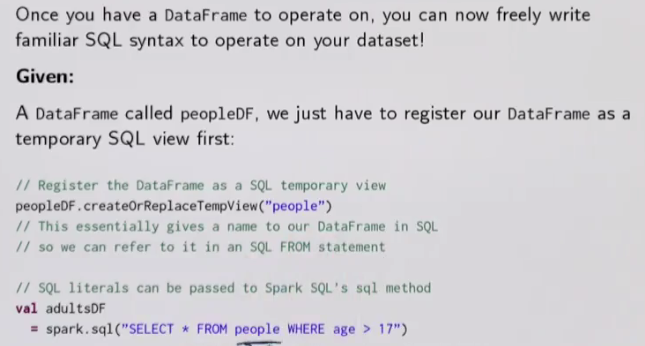 Once you have a DataFrame to operate on, you can now freely write
familiar SQL syntax to operate on your dataset!
Given:
A DataFrame called peopleDF, we just have to register our DataFrame as a
temporary SQL view first:
// Register the DataFrame as a SQL temporary view
peopleDF.createOrReplaceTempView("people")
// This essentially gives a name to our DataFrame in SQL
// so we can refer to it in an SQL FROM statement
// SQL literals can be passed to Spark SQL's sql method
val adultsDF
= spark.sql("SELECT * FROM people WHERE age > 17")